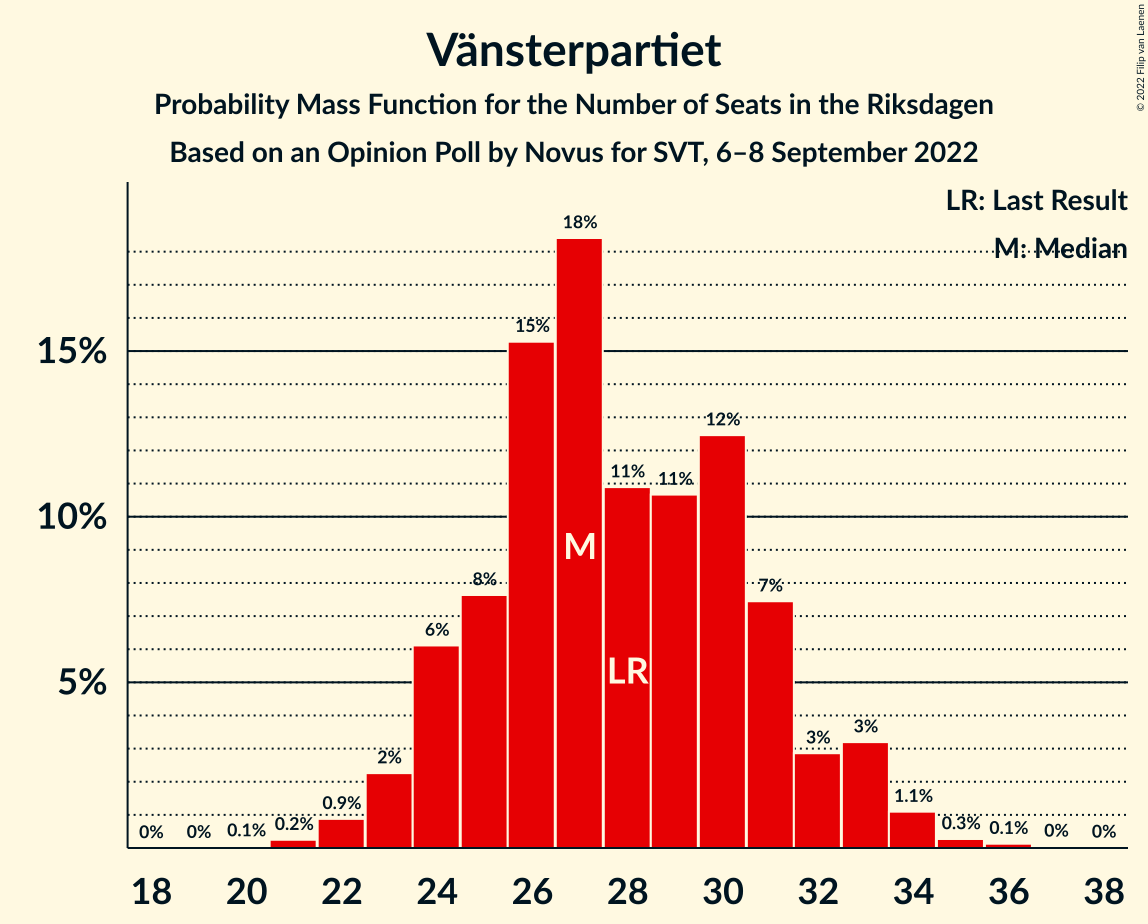 Vänsterpartiet
Probability Mass Function for the Number of Seats in the Riksdagen
Based on an Opinion Poll by Novus for SVT, 6–8 September 2022
© 2022 Filip van Laenen
LR: Last Result
M: Median
15%
10%
5%
0%
0%
0.1%
0.2%
0.9%
2%
6%
8%
15%
18%
11%
11%
12%
7%
3%
3%
1.1%
0.3%
0.1%
0%
0%
M
LR
18 20 22 24 26 28 30 32 34 36 38